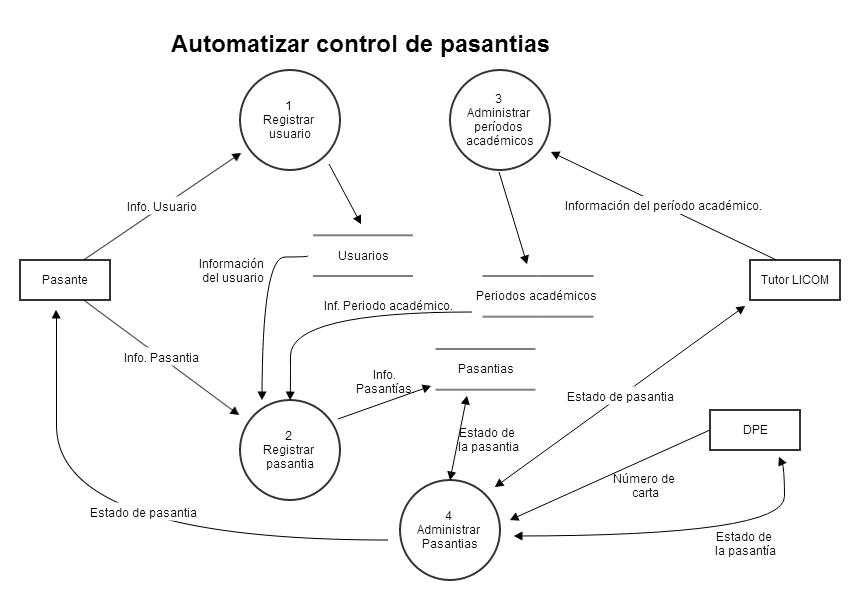 Automatizar control de pasantias
1
Registrar
usuario
3
Administrar
períodos
académicos
Info. Usuario
Información del período académico.
Información
del usuario
Usuarios
Pasante
Tutor LICOM
Periodos académicos
Inf. Periodo académico.
Info. Pasantia
Pasantias
Info.
Pasantías
Estado de pasantia
2
Registrar
pasantia
Estado de
la pasantia
DPE
Número de
carta
Estado de pasantia
4
Administrar
Pasantias
Estado de
la pasantía